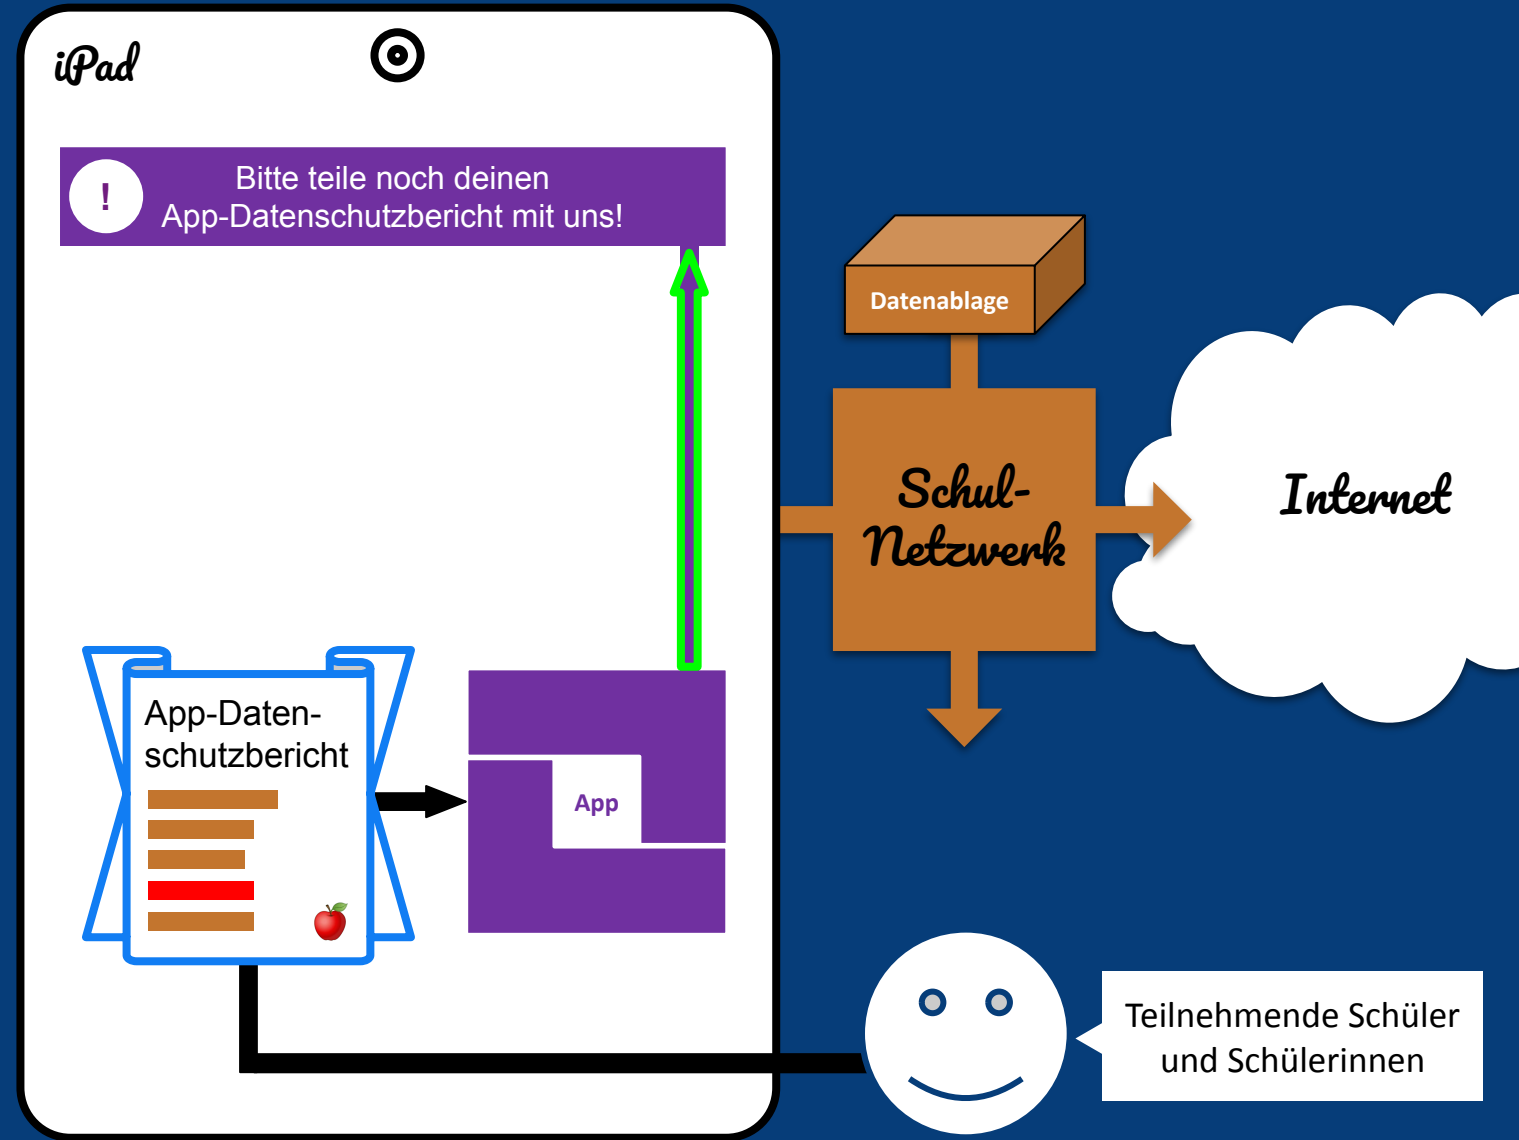 iPad
!
Bitte teile noch deinen
App-Datenschutzbericht mit uns!
Datenablage
Schul-
Netzwerk
Internet
App-Daten-
schutzbericht
App
Teilnehmende Schüler
und Schülerinnen